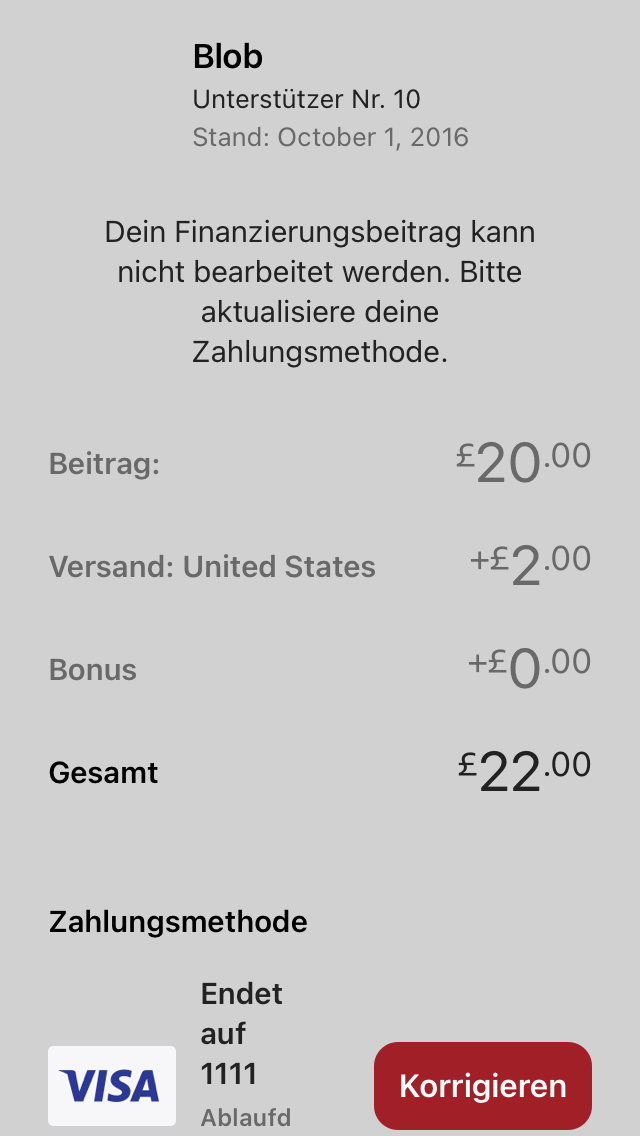 Blob
Unterstützer Nr. 10
Stand: October 1, 2016
Dein Finanzierungsbeitrag kann
nicht bearbeitet werden. Bitte
aktualisiere deine
Zahlungsmethode.
Beitrag: £20.00
Versand: United States +£2.00
Bonus +£0.00
Gesamt £22.00
Zahlungsmethode
Endet
auf
1111
VISA
Korrigieren
Ablaufd